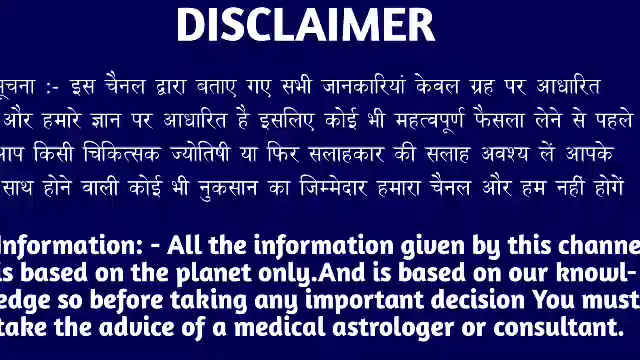 DISCLAIMER
सूचना :- इस चैनल द्वारा बताए गए सभी जानकारियां केवल ग्रह पर आधारित
और हमारे ज्ञान पर आधारित है इसलिए कोई भी महत्वपूर्ण फैसला लेने से पहले
आप किसी चिकित्सक ज्योतिषी या फिर सलाहकार की सलाह अवश्य लें आपके
साथ होने वाली कोई भी नुकसान का जिम्मेदार हमारा चैनल और हम नहीं होगें
Information: - All the information given by this channe
is based on the planet only.And is based on our knowl-
edge so before taking any important decision You must
take the advice of a medical astrologer or consultant.